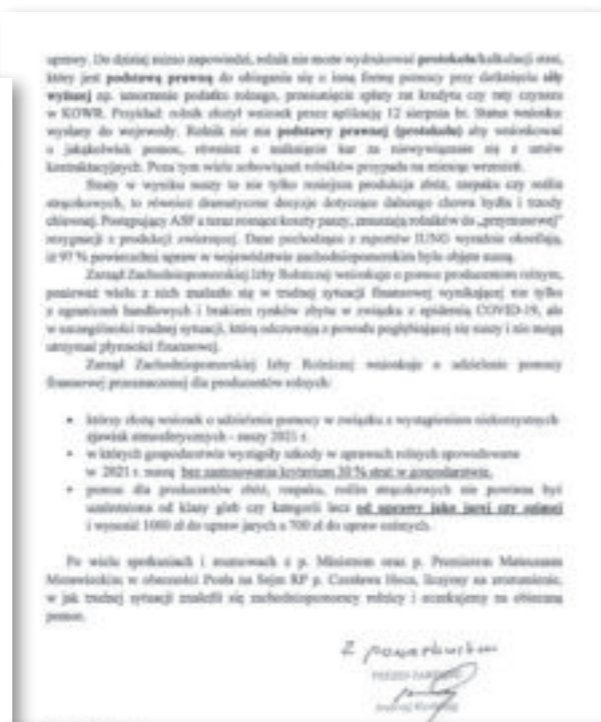 uprawy. Do dzisiaj mimo zapowiedzi, rolnik nie może wydrukować protokołu/kalkulacji strat,
który jest podstawą prawną do ubiegania się o inną formę pomocy przy dotknięciu siły
wyższej np. umorzenie podatku rolnego, przesunięcie spłaty rat kredytu czy raty czynszu
w KOWR. Przykład: rolnik złożył wniosek przez aplikację 12 sierpnia br. Status wniosku:
wysłany do wojewody. Rolnik nie ma podstawy prawnej (protokołu) aby wnioskować
o jakąkolwiek pomoc, również o uniknięcie kar za niewywiązanie się z umów
kontraktacyjnych. Poza tym wiele zobowiązań rolników przypada na miesiąc wrzesień.
Straty w wyniku suszy to nie tylko mniejsza produkcja zbóż, rzepaku czy roślin
strączkowych, to również dramatyczne decyzje dotyczące dalszego chowu bydła i trzody
chlewnej. Postępujący ASF a teraz rosnące koszty paszy, zmuszają rolników do „przymusowej”
rezygnacji z produkcji zwierzęcej. Dane pochodzące z raportów IUNG wyraźnie określają,
iż 97 % powierzchni upraw w województwie zachodniopomorskim było objęte suszą.
Zarząd Zachodniopomorskiej Izby Rolniczej wnioskuje o pomoc producentom rolnym,
ponieważ wielu z nich znalazło się w trudnej sytuacji finansowej wynikającej nie tylko
z ograniczeń handlowych i brakiem rynków zbytu w związku z epidemią COVID-19, ale
w szczególności trudnej sytuacji, którą odczuwają z powodu pogłębiającej się suszy i nie mogą
utrzymać płynności finansowej.
Zarząd Zachodniopomorskiej Izby Rolniczej wnioskuje o udzielenie pomocy
finansowej przeznaczonej dla producentów rolnych:
• którzy złożą wniosek o udzielenie pomocy w związku z wystąpieniem niekorzystnych
zjawisk atmosferycznych - suszy 2021 r.
• w których gospodarstwie wystąpiły szkody w uprawach rolnych spowodowane
w 2021 r. suszą bez zastosowania kryterium 30 % strat w gospodarstwie.
• pomoc dla producentów zbóż, rzepaku, roślin strączkowych nie powinna być
uzależniona od klasy gleb czy kategorii lecz od uprawy jako jarej czy ozimej
i wynosić 1000 zł do upraw jarych a 700 zł do upraw ozimych.
Po wielu spotkaniach i rozmowach z p. Ministrem oraz p. Premierem Mateuszem
Morawieckim w obecności Posła na Sejm RP p. Czesława Hoca, liczymy na zrozumienie,
w jak trudnej sytuacji znaleźli się zachodniopomorscy rolnicy i oczekujemy na obiecaną
pomoc.
Z poważaniem
PREZES ZARZĄDU